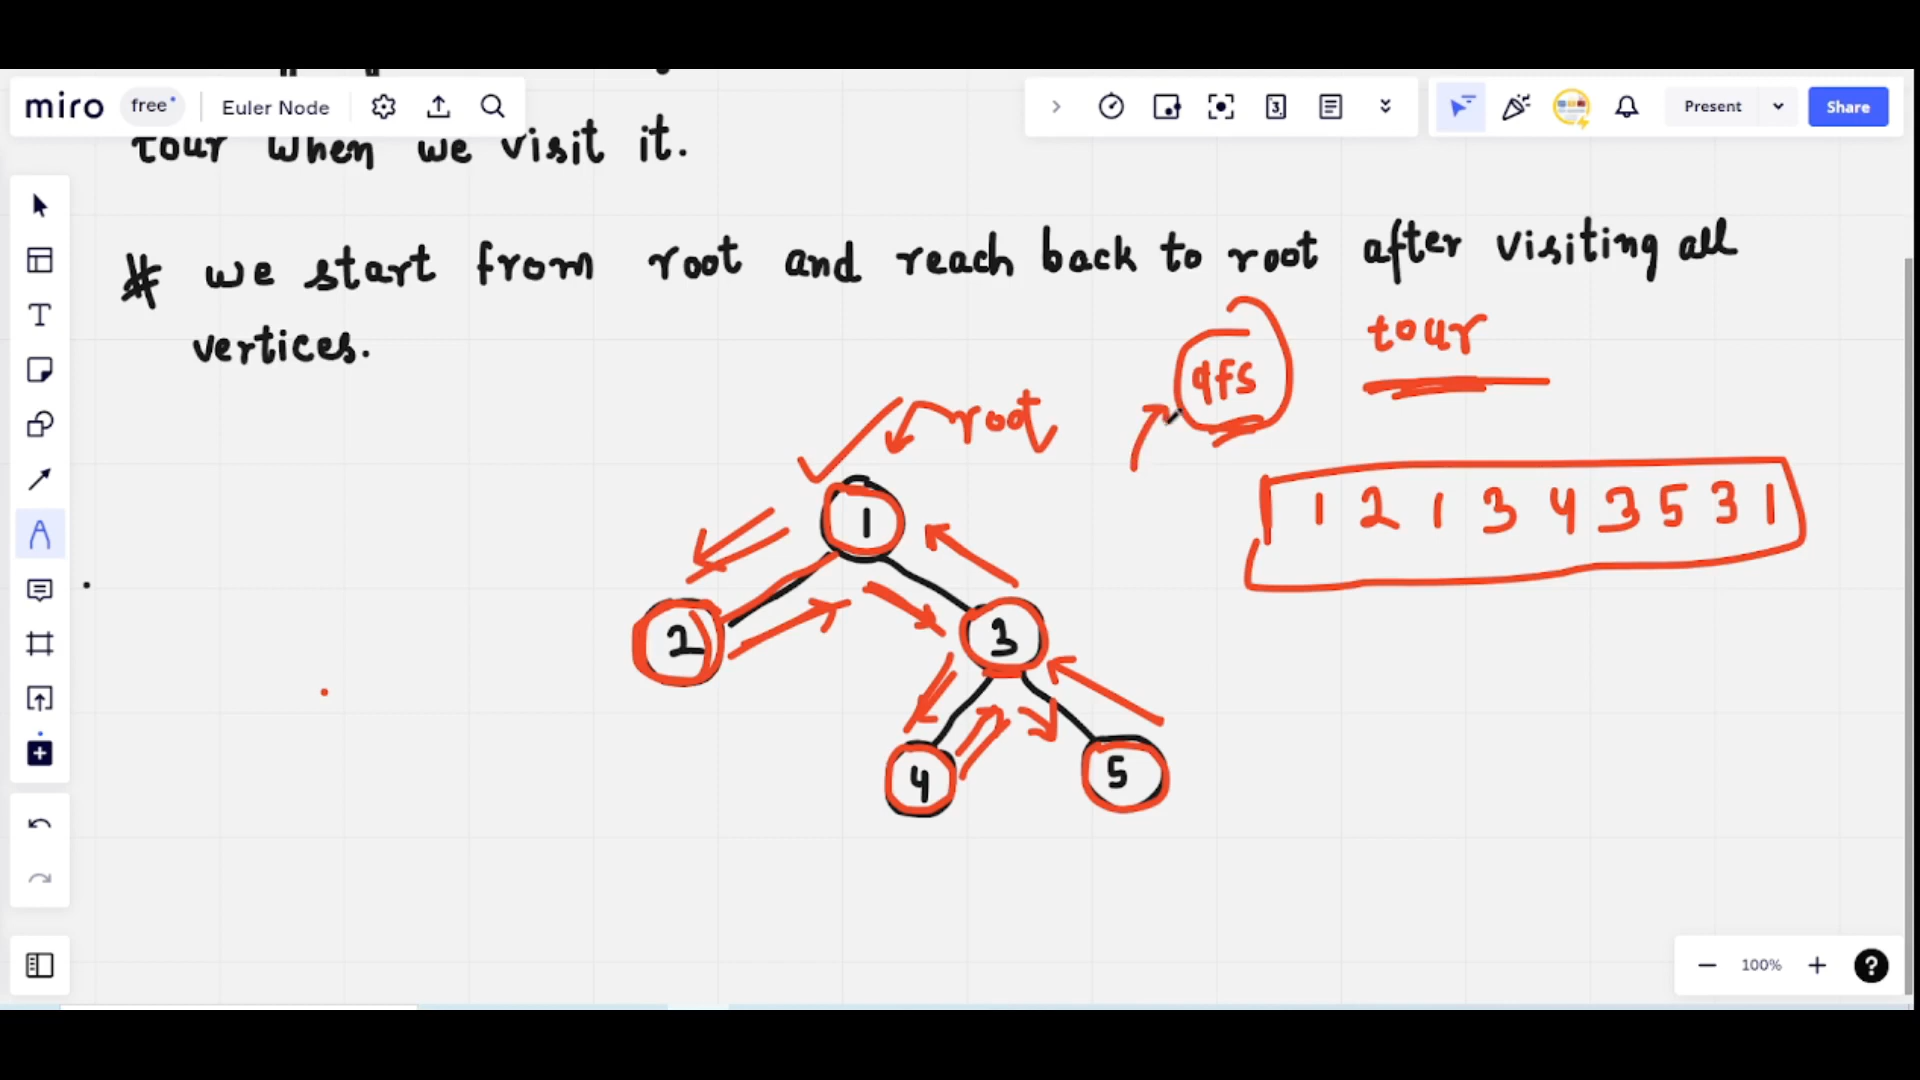 miro free Euler Node
Present Share
tour when we visit it.
* we start from root and reach back to root after visiting all
vertices.
dfs tour
root
1 2 1 3 4 3 5 3 1
1
2 3
4 5
100%